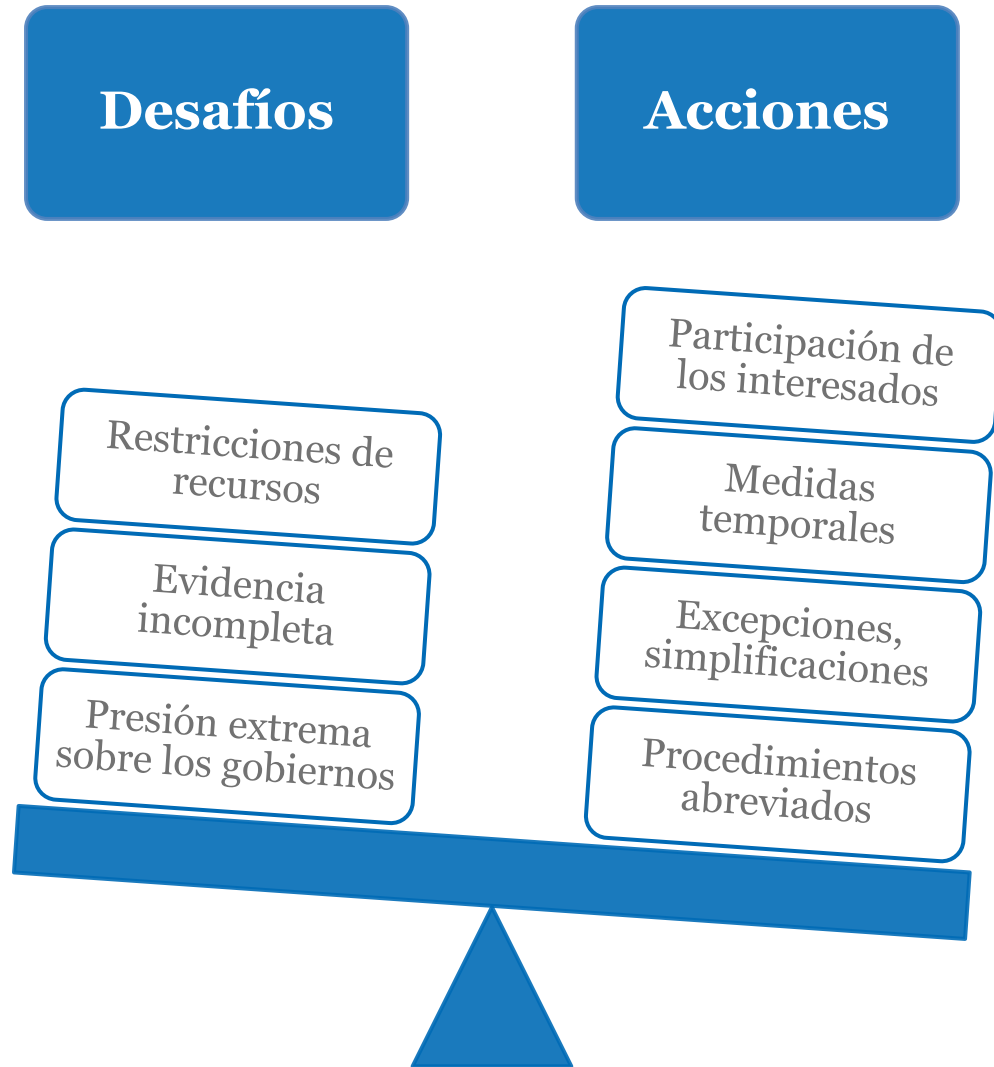 Desafíos
Acciones
Restricciones de
recursos
Evidencia
incompleta
Presión extrema
sobre los gobiernos
Participación de
los interesados
Medidas
temporales
Excepciones,
simplificaciones
Procedimientos
abreviados